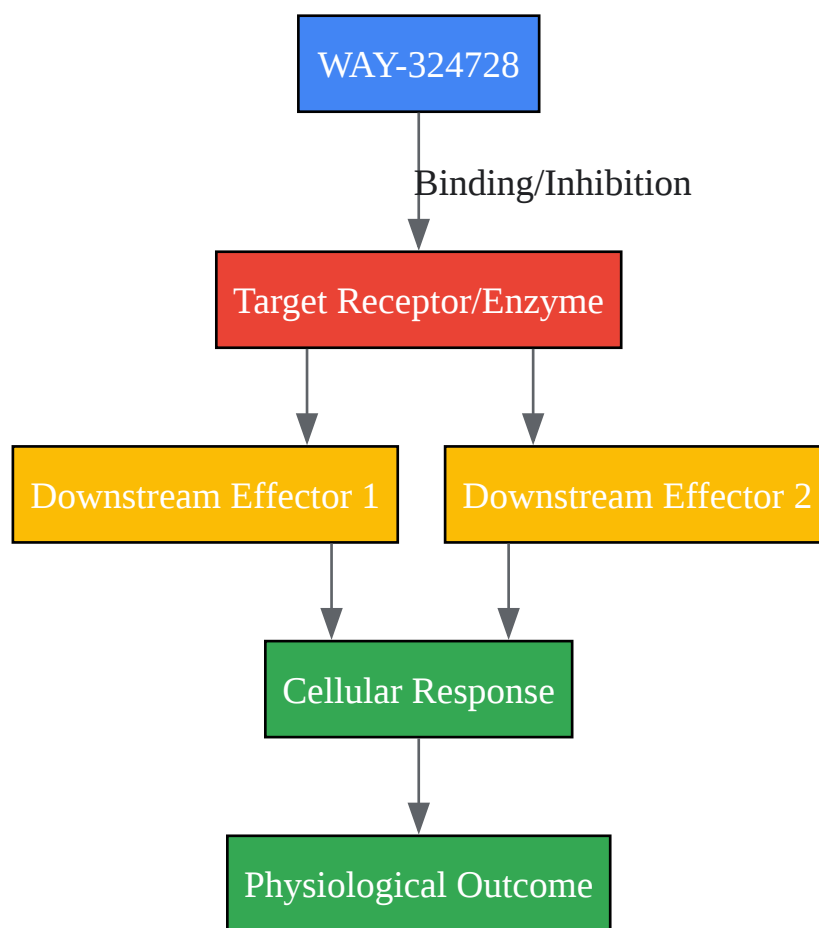 WAY-324728
Binding/Inhibition
Target Receptor/Enzyme
Downstream Effector 1
Downstream Effector 2
Cellular Response
Physiological Outcome